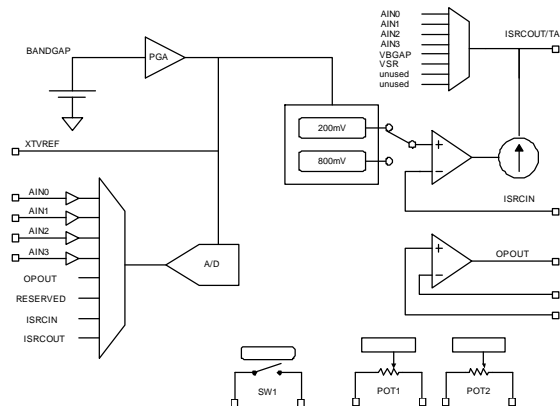 AIN0
AIN1
AIN2
AIN3
VBGAP
VSR
unused
unused
ISRCOUT/TA
BANDGAP
PGA
200mV
800mV
XTVREF
ISRCIN
AIN0
AIN1
AIN2
AIN3
OPOUT
RESERVED
ISRCIN
ISRCOUT
A/D
OPOUT
SW1
POT1
POT2